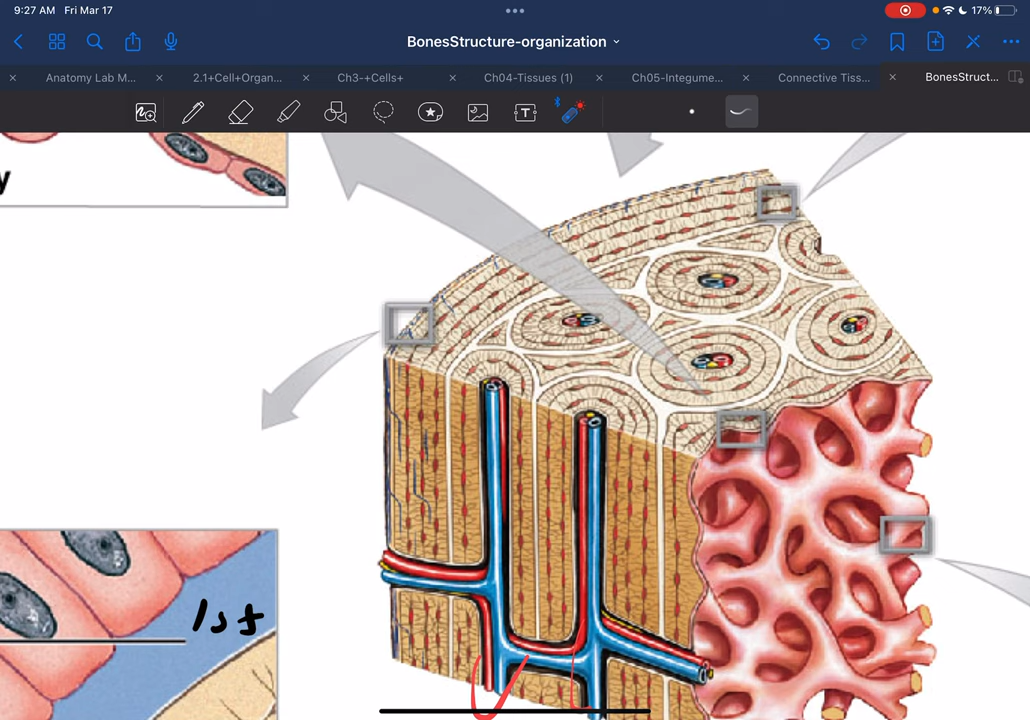 9:27 AM Fri Mar 17
17%
BonesStructure-organization
Anatomy Lab M...
2.1+Cell+Organ...
Ch3-+Cells+
Ch04-Tissues (1)
Ch05-Integume...
Connective Tiss...
BonesStruct...
y
1st